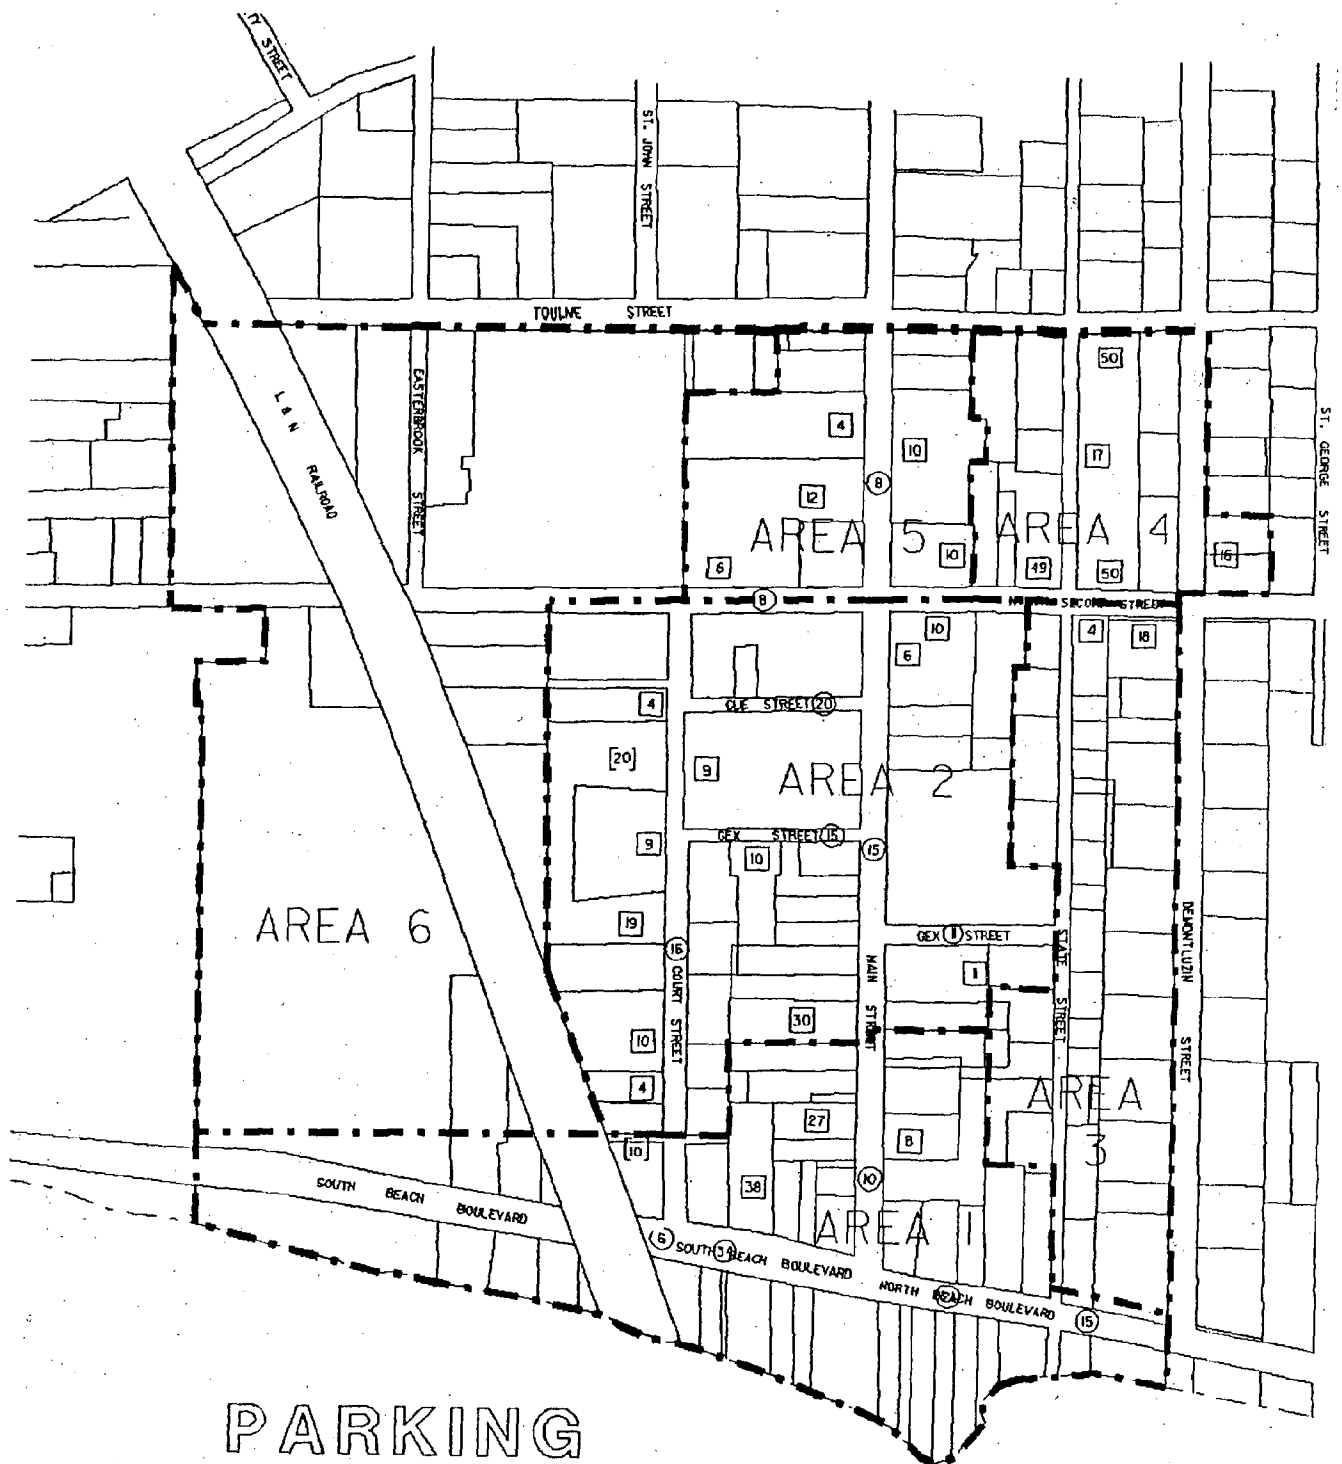 TY STREET
ST. JOHN STREET
TOULME STREET
50
EASTERBROOK STREET
L & N RAILROAD
ST. GEORGE STREET
4
10
17
8
12
AREA 5
AREA 4
10
16
6
49
50
8
SECOND STREET
10
4
18
6
4
CUE STREET
20
[20]
9
AREA 2
GEX STREET
15
9
10
15
AREA 6
19
DEMONTLUZIN STREET
GEX STREET
STATE STREET
16
COURT STREET
MAIN STREET
1
30
10
4
AREA 3
27
8
[10]
38
10
SOUTH BEACH BOULEVARD
AREA 1
6
SOUTH BEACH BOULEVARD
34
NORTH BEACH BOULEVARD
15
PARKING